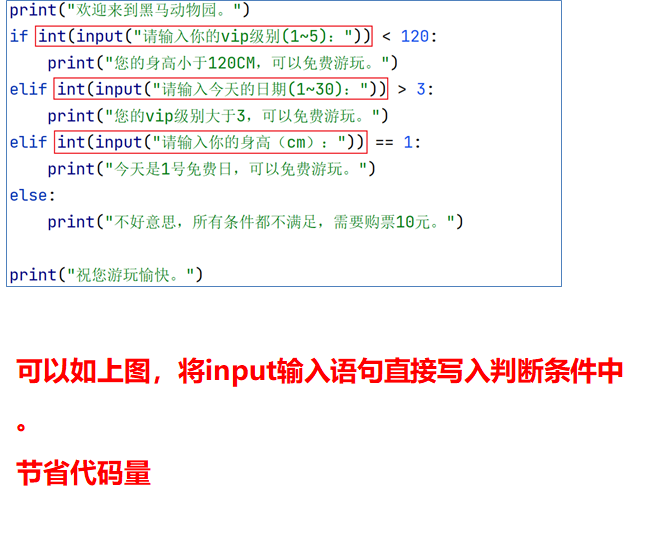 print("欢迎来到黑马动物园。")
if int(input("请输入你的vip级别(1~5)：")) < 120:
    print("您的身高小于120CM，可以免费游玩。")
elif int(input("请输入今天的日期(1~30)：")) > 3:
    print("您的vip级别大于3，可以免费游玩。")
elif int(input("请输入你的身高（cm）：")) == 1:
    print("今天是1号免费日，可以免费游玩。")
else:
    print("不好意思，所有条件都不满足，需要购票10元。")
print("祝您游玩愉快。")
可以如上图，将input输入语句直接写入判断条件中
。
节省代码量